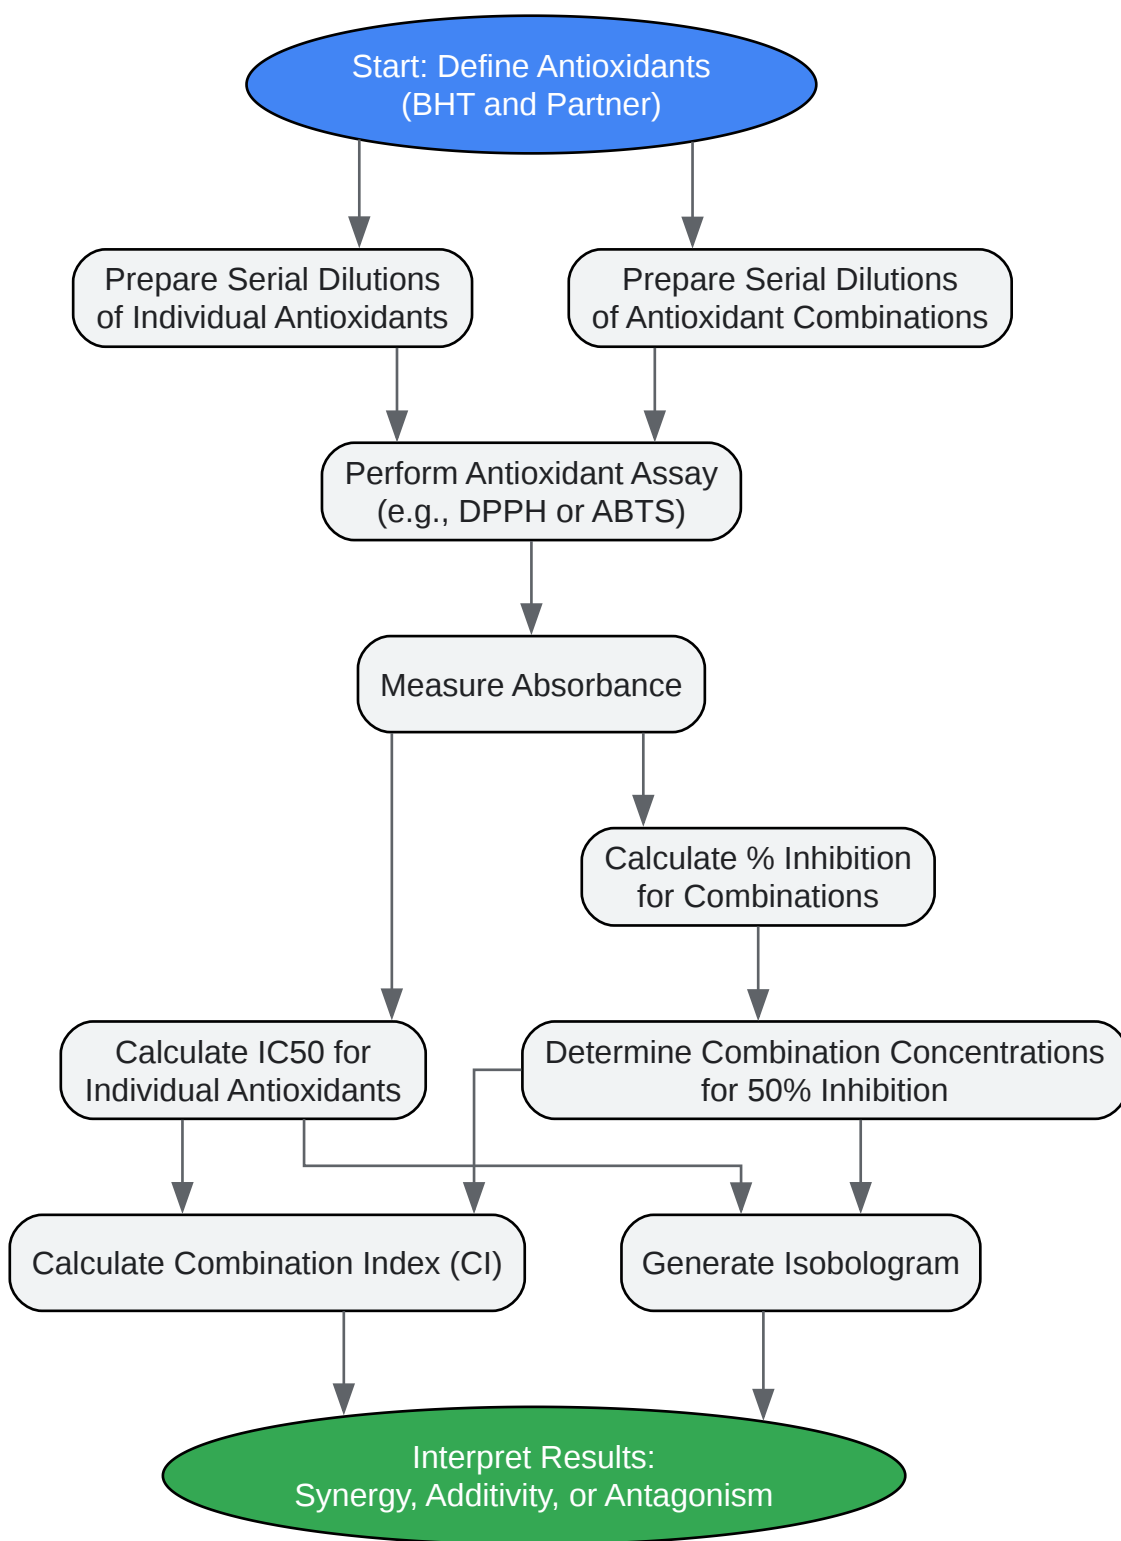 Start: Define Antioxidants
(BHT and Partner)
Prepare Serial Dilutions
of Individual Antioxidants
Prepare Serial Dilutions
of Antioxidant Combinations
Perform Antioxidant Assay
(e.g., DPPH or ABTS)
Measure Absorbance
Calculate % Inhibition
for Combinations
Calculate IC50 for
Individual Antioxidants
Determine Combination Concentrations
for 50% Inhibition
Calculate Combination Index (CI)
Generate Isobologram
Interpret Results:
Synergy, Additivity, or Antagonism